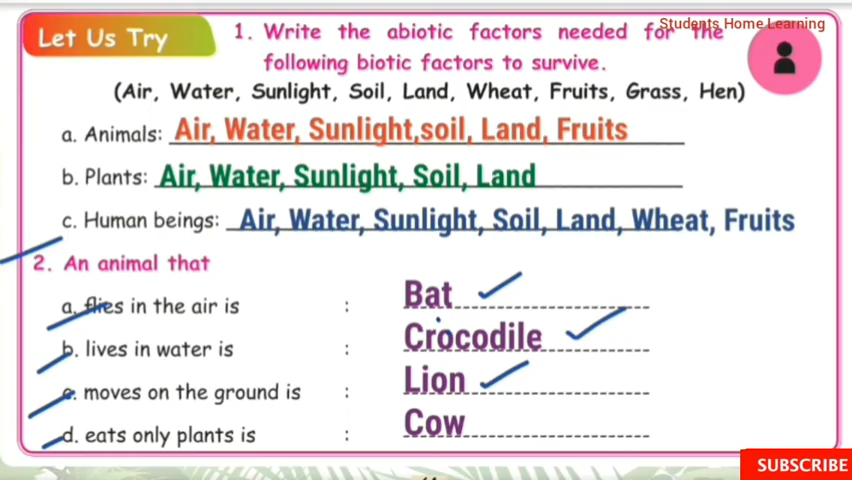 Students Home Learning
Let Us Try
1. Write the abiotic factors needed for the
following biotic factors to survive.
(Air, Water, Sunlight, Soil, Land, Wheat, Fruits, Grass, Hen)
a. Animals: Air, Water, Sunlight,soil, Land, Fruits
b. Plants: Air, Water, Sunlight, Soil, Land
c. Human beings: Air, Water, Sunlight, Soil, Land, Wheat, Fruits
2. An animal that
a. flies in the air is : Bat
b. lives in water is : Crocodile
c. moves on the ground is : Lion
d. eats only plants is : Cow
SUBSCRIBE